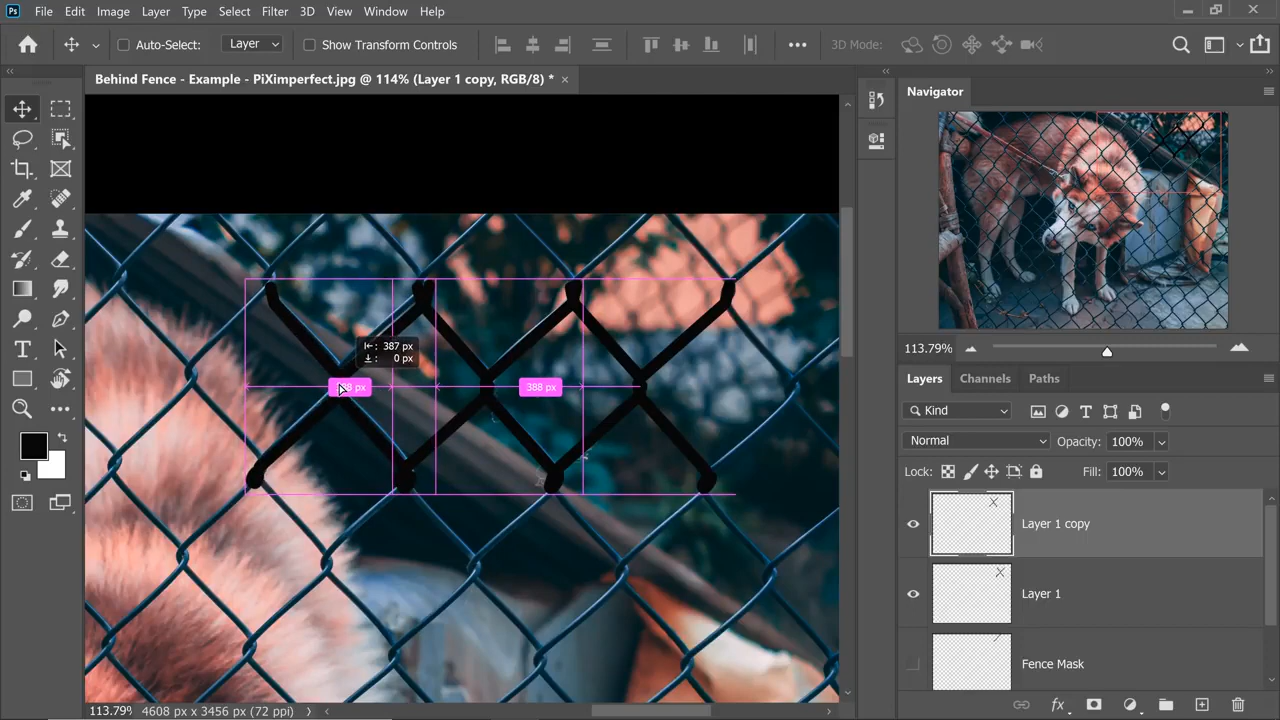 Ps File Edit Image Layer Type Select Filter 3D View Window Help
Auto-Select: Layer Show Transform Controls 3D Mode:
Behind Fence - Example - PiXimperfect.jpg @ 114% (Layer 1 copy, RGB/8) *
Navigator
387 px
0 px
388 px
113.79%
Layers Channels Paths
Kind
Normal Opacity: 100%
Lock: Fill: 100%
Layer 1 copy
Layer 1
Fence Mask
fx
113.79% 4608 px x 3456 px (72 ppi)